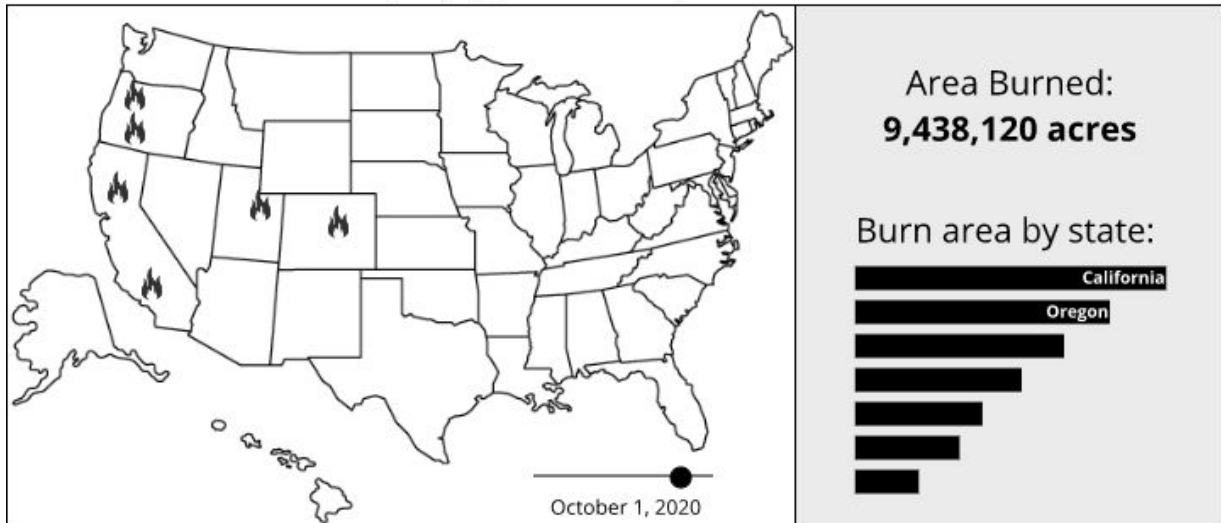 Area Burned:
9,438,120 acres
Burn area by state:
California
Oregon
October 1, 2020